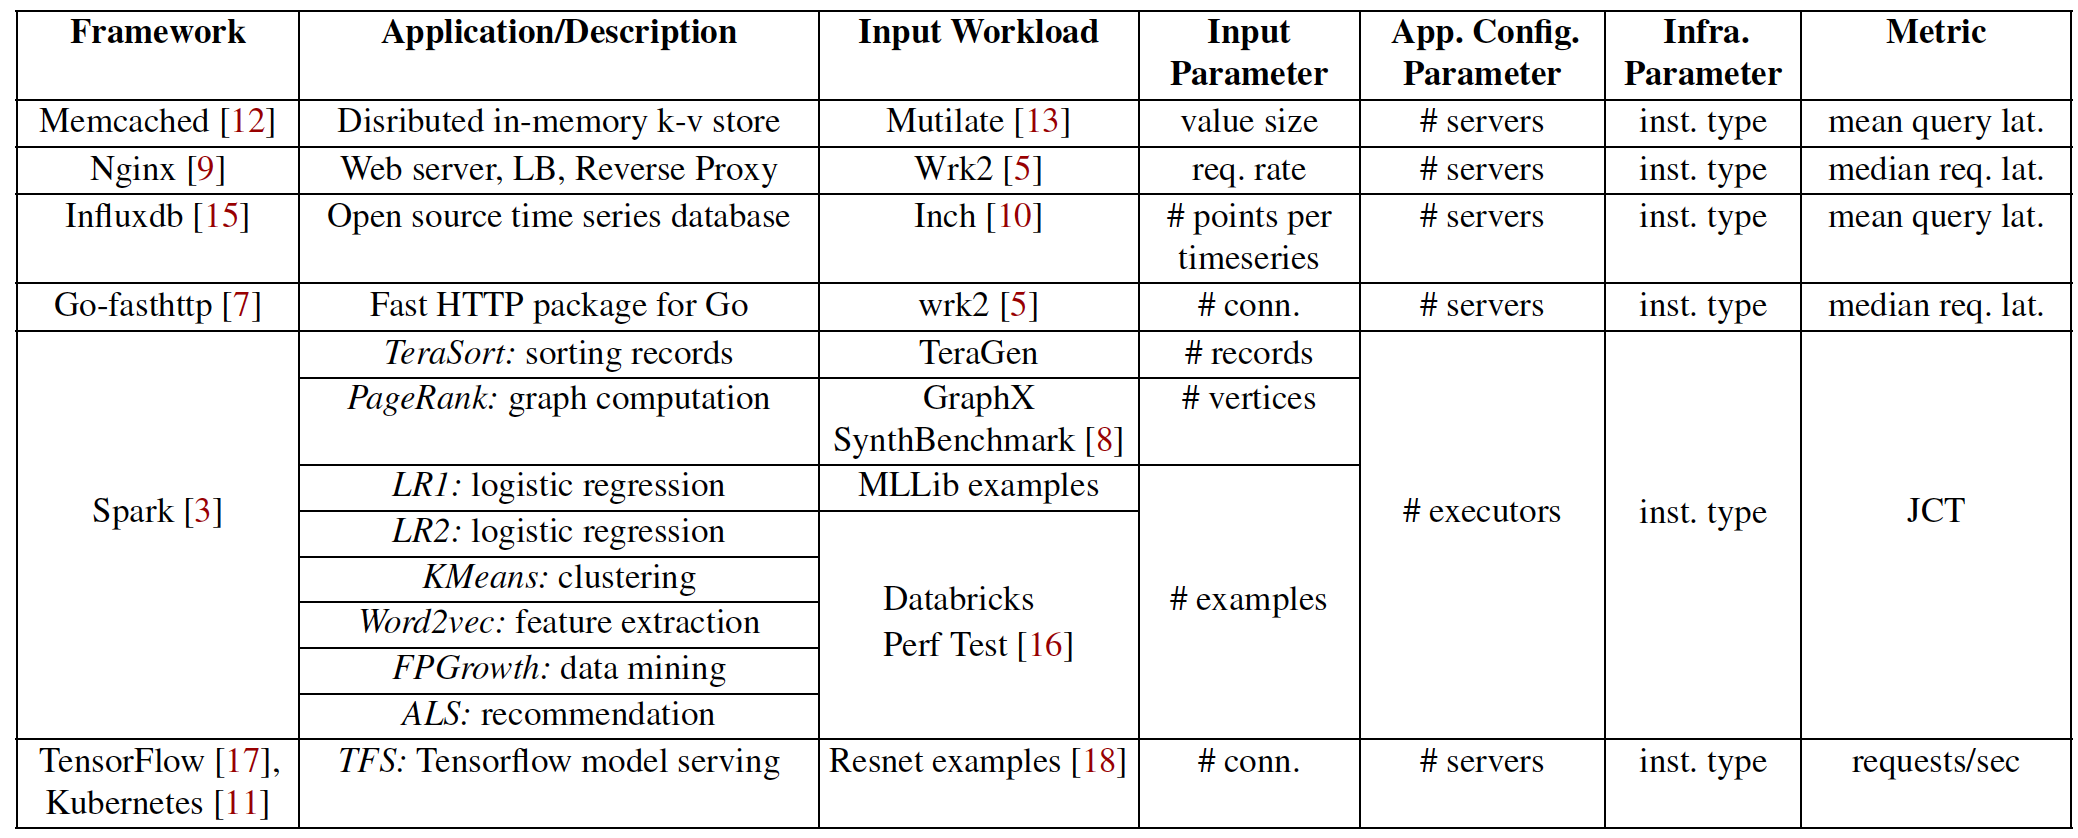 Framework Application/Description Input Workload Input Parameter App. Config. Parameter Infra. Parameter Metric
Memcached [12] Disributed in-memory k-v store Mutilate [13] value size # servers inst. type mean query lat.
Nginx [9] Web server, LB, Reverse Proxy Wrk2 [5] req. rate # servers inst. type median req. lat.
Influxdb [15] Open source time series database Inch [10] # points per timeseries # servers inst. type mean query lat.
Go-fasthttp [7] Fast HTTP package for Go wrk2 [5] # conn. # servers inst. type median req. lat.
Spark [3] TeraSort: sorting records TeraGen # records # executors inst. type JCT
PageRank: graph computation GraphX SynthBenchmark [8] # vertices
LR1: logistic regression MLLib examples # examples
LR2: logistic regression Databricks Perf Test [16]
KMeans: clustering
Word2vec: feature extraction
FPGrowth: data mining
ALS: recommendation
TensorFlow [17], Kubernetes [11] TFS: Tensorflow model serving Resnet examples [18] # conn. # servers inst. type requests/sec